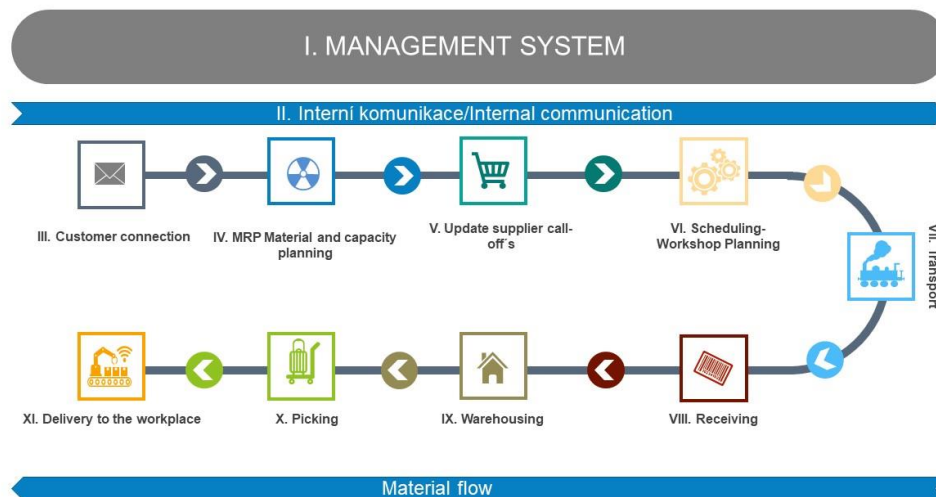 I. MANAGEMENT SYSTEM
II. Interní komunikace/Internal communication
III. Customer connection
IV. MRP Material and capacity
planning
V. Update supplier call-
off´s
VI. Scheduling-
Workshop Planning
VII. Transport
XI. Delivery to the workplace
X. Picking
IX. Warehousing
VIII. Receiving
Material flow